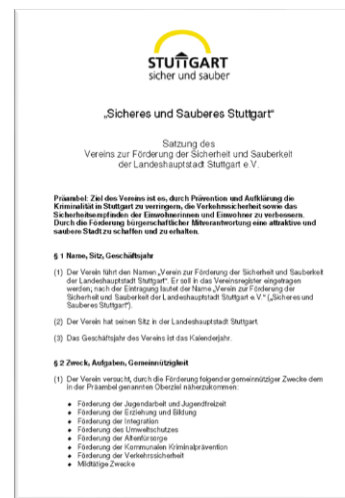 STUTTGART
sicher und sauber
„Sicheres und Sauberes Stuttgart“
Satzung des
Vereins zur Förderung der Sicherheit und Sauberkeit
der Landeshauptstadt Stuttgart e.V.
Präambel: Ziel des Vereins ist es, durch Prävention und Aufklärung die
Kriminalität in Stuttgart zu verringern, die Verkehrssicherheit sowie das
Sicherheitsempfinden der Einwohnerinnen und Einwohner zu verbessern.
Durch die Förderung bürgerschaftlicher Mitverantwortung eine attraktive und
saubere Stadt zu schaffen und zu erhalten.
§ 1 Name, Sitz, Geschäftsjahr
(1) Der Verein führt den Namen „Verein zur Förderung der Sicherheit und Sauberkeit
der Landeshauptstadt Stuttgart“. Er soll in das Vereinsregister eingetragen
werden; nach der Eintragung lautet der Name „Verein zur Förderung der
Sicherheit und Sauberkeit der Landeshauptstadt Stuttgart e.V.“ („Sicheres und
Sauberes Stuttgart“).
(2) Der Verein hat seinen Sitz in der Landeshauptstadt Stuttgart.
(3) Das Geschäftsjahr des Vereins ist das Kalenderjahr.
§ 2 Zweck, Aufgaben, Gemeinnützigkeit
(1) Der Verein versucht, durch die Förderung folgender gemeinnütziger Zwecke dem
in der Präambel genannten Oberziel näherzukommen:
◆ Förderung der Jugendarbeit und Jugendfreizeit
◆ Förderung der Erziehung und Bildung
◆ Förderung der Integration
◆ Förderung des Umweltschutzes
◆ Förderung der Altenfürsorge
◆ Förderung der Kommunalen Kriminalprävention
◆ Förderung der Verkehrssicherheit
◆ Mildtätige Zwecke